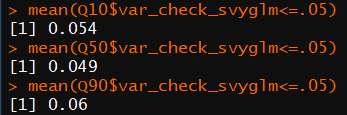 > mean(Q10$var_check_svyglm<=.05)
[1] 0.054
> mean(Q50$var_check_svyglm<=.05)
[1] 0.049
> mean(Q90$var_check_svyglm<=.05)
[1] 0.06